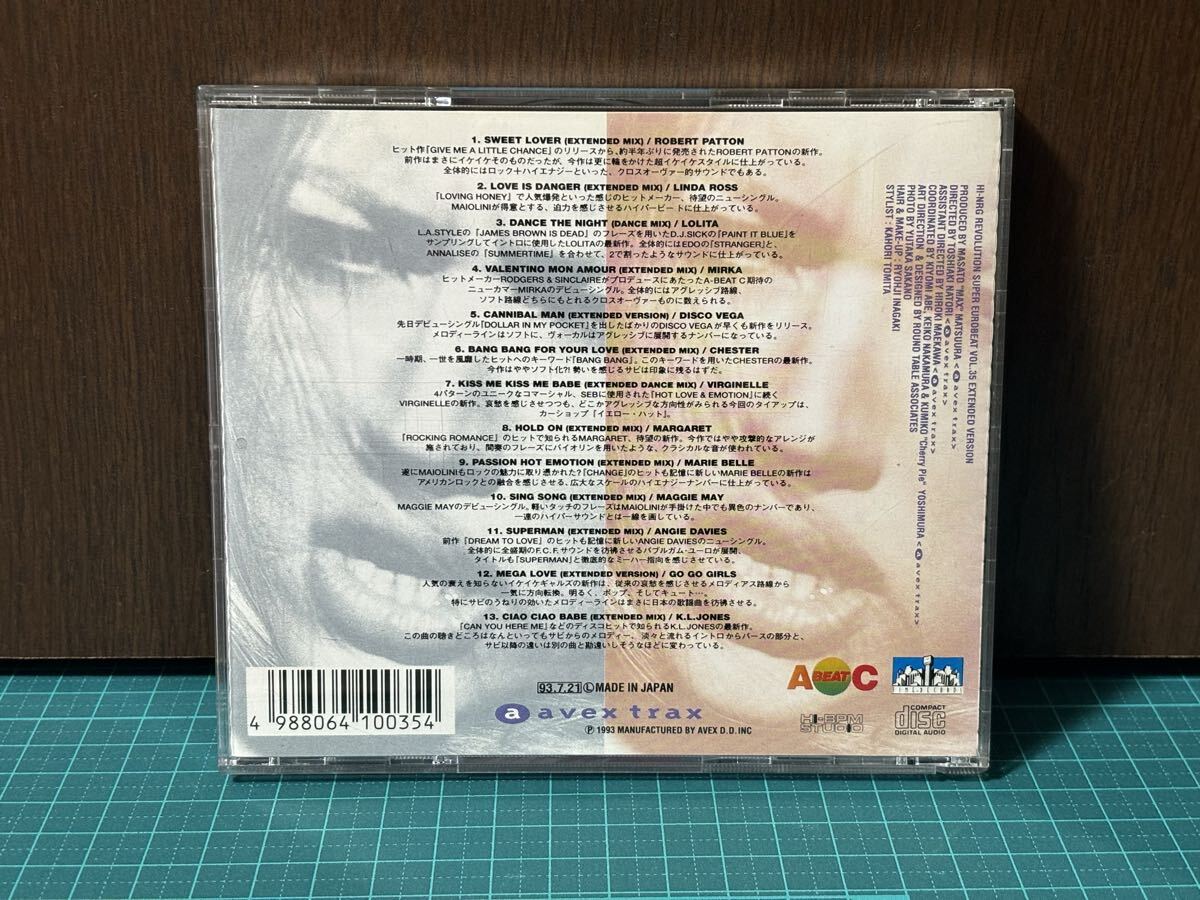 1. SWEET LOVER (EXTENDED MIX) / ROBERT PATTON
ヒット作『GIVE ME A LITTLE CHANCE』のリリースから、約半年ぶりに発売されたROBERT PATTONの新作。
前作はまさにイケイケそのものだったが、今作は更に輪をかけた超イケイケスタイルに仕上がっている。
全体的にはロック＋ハイエナジーといった、クロスオーヴァー的サウンドでもある。
2. LOVE IS DANGER (EXTENDED MIX) / LINDA ROSS
『LOVING HONEY』で人気爆発といった感じのヒットメーカー、待望のニューシングル。
MAIOLINIが得意とする、迫力を感じさせるハイパービートに仕上がっている。
3. DANCE THE NIGHT (DANCE MIX) / LOLITA
L.A.STYLEの『JAMES BROWN IS DEAD』のフレーズを用いたD.J.SICKの『PAINT IT BLUE』を
サンプリングしてイントロに使用したLOLITAの最新作。全体的にはEDOの『STRANGER』と、
ANNALISEの『SUMMERTIME』を合わせて、2で割ったようなサウンドに仕上がっている。
4. VALENTINO MON AMOUR (EXTENDED MIX) / MIRKA
ヒットメーカーRODGERS & SINCLAIREがプロデュースにあたったA-BEAT C期待の
ニューカマーMIRKAのデビューシングル。全体的にはアグレッシブ路線、
ソフト路線どちらにもとれるクロスオーヴァーものに数えられる。
5. CANNIBAL MAN (EXTENDED VERSION) / DISCO VEGA
先日デビューシングル『DOLLAR IN MY POCKET』を出したばかりのDISCO VEGAが早くも新作をリリース。
メロディーラインはソフトに、ヴォーカルはアグレッシブに展開するナンバーになっている。
6. BANG BANG FOR YOUR LOVE (EXTENDED MIX) / CHESTER
一時期、一世を風靡したヒットへのキーワード『BANG BANG』。このキーワードを用いたCHESTERの最新作。
今作はややソフト化?! 勢いを感じるサビは印象に残るはずだ。
7. KISS ME KISS ME BABE (EXTENDED DANCE MIX) / VIRGINELLE
4パターンのユニークなコマーシャル、SEBに使用された『HOT LOVE & EMOTION』に続く
VIRGINELLEの新作。哀愁を感じさせつつも、どこかアグレッシブな方向性がみられる今回のタイアップは、
カーショップ『イエロー・ハット』。
8. HOLD ON (EXTENDED MIX) / MARGARET
『ROCKING ROMANCE』のヒットで知られるMARGARET、待望の新作。今作ではやや攻撃的なアレンジが
施されており、間奏のフレーズにバイオリンを用いたような、クラシカルな音が使われている。
9. PASSION HOT EMOTION (EXTENDED MIX) / MARIE BELLE
遂にMAIOLINIもロックの魅力に取り憑かれた?『CHANGE』のヒットも記憶に新しいMARIE BELLEの新作は
アメリカンロックとの融合を感じさせる、広大なスケールのハイエナジーナンバーに仕上がっている。
10. SING SONG (EXTENDED MIX) / MAGGIE MAY
MAGGIE MAYのデビューシングル。軽いタッチのフレーズはMAIOLINIが手掛けた中でも異色のナンバーであり、
一連のハイパーサウンドとは一線を画している。
11. SUPERMAN (EXTENDED MIX) / ANGIE DAVIES
前作『DREAM TO LOVE』のヒットも記憶に新しいANGIE DAVIESのニューシングル。
全体的に全盛期のF.C.F.サウンドを彷彿させるバブルガム・ユーロが展開、
タイトルも『SUPERMAN』と徹底的なミーハー指向を感じさせている。
12. MEGA LOVE (EXTENDED VERSION) / GO GO GIRLS
人気の衰えを知らないイケイケギャルズの新作は、従来の哀愁を感じさせるメロディアス路線から
一気に方向転換。明るく、ポップ、そしてキュート…。
特にサビのうねりの効いたメロディーラインはまさに日本の歌謡曲を彷彿させる。
13. CIAO CIAO BABE (EXTENDED MIX) / K.L.JONES
『CAN YOU HERE ME』などのディスコヒットで知られるK.L.JONESの最新作。
この曲の聴きどころはなんといってもサビからのメロディー、淡々と流れるイントロからバースの部分と、
サビ以降の違いは別の曲と勘違いしそうなほどに変わっている。
HI-NRG REVOLUTION SUPER EUROBEAT VOL.35 EXTENDED VERSION
PRODUCED BY MASATO "MAX" MATSUURA <avex trax>
DIRECTED BY TOSHIAKI NATORI <avex trax>
ASSISTANT DIRECTED BY HIROKI MAEKAWA <avex trax>
COORDINATED BY KIYOMI ABE, KEIKO NAKAMURA & KUMIKO "Cherry Pie" YOSHIMURA <avex trax>
ART DIRECTION & DESIGNED BY ROUND TABLE ASSOCIATES
PHOTO BY YUTAKA SAKANO
HAIR & MAKE-UP : RYOHJI INAGAKI
STYLIST : KAHORI TOMITA
4 988064 100354
93.7.21 Ⓛ MADE IN JAPAN
a avex trax
Ⓟ 1993 MANUFACTURED BY AVEX D.D. INC
A BEAT C
TIME RECORDS
HI-BPM
STUDIO
COMPACT
disc
DIGITAL AUDIO